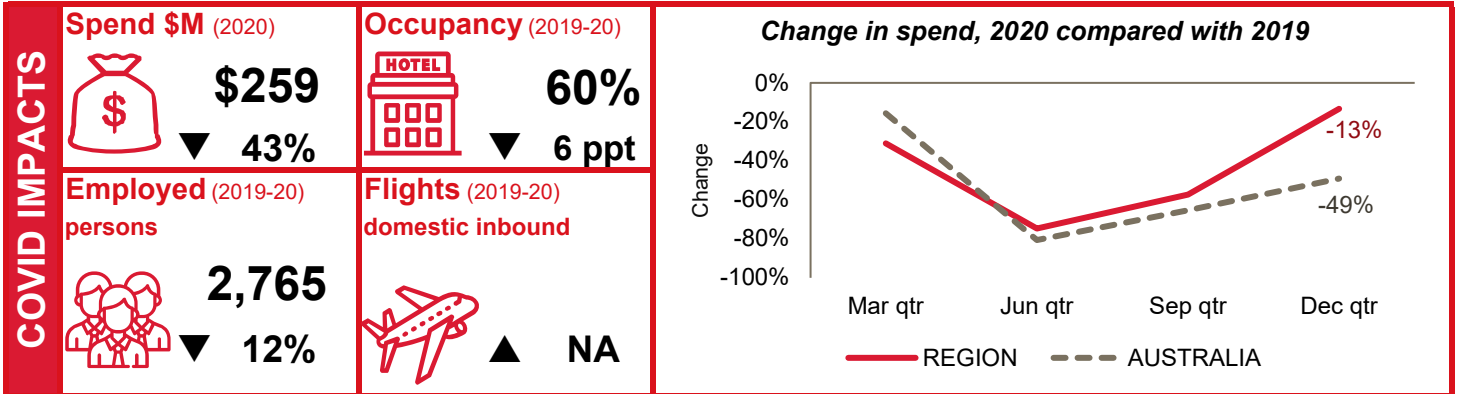 COVID IMPACTS
Spend $M (2020)
$
$259
▼ 43%
Occupancy (2019-20)
HOTEL
60%
▼ 6 ppt
Employed (2019-20)
persons
2,765
▼ 12%
Flights (2019-20)
domestic inbound
▲ NA
Change in spend, 2020 compared with 2019
Change
0%
-20%
-40%
-60%
-80%
-100%
-13%
-49%
Mar qtr Jun qtr Sep qtr Dec qtr
REGION AUSTRALIA